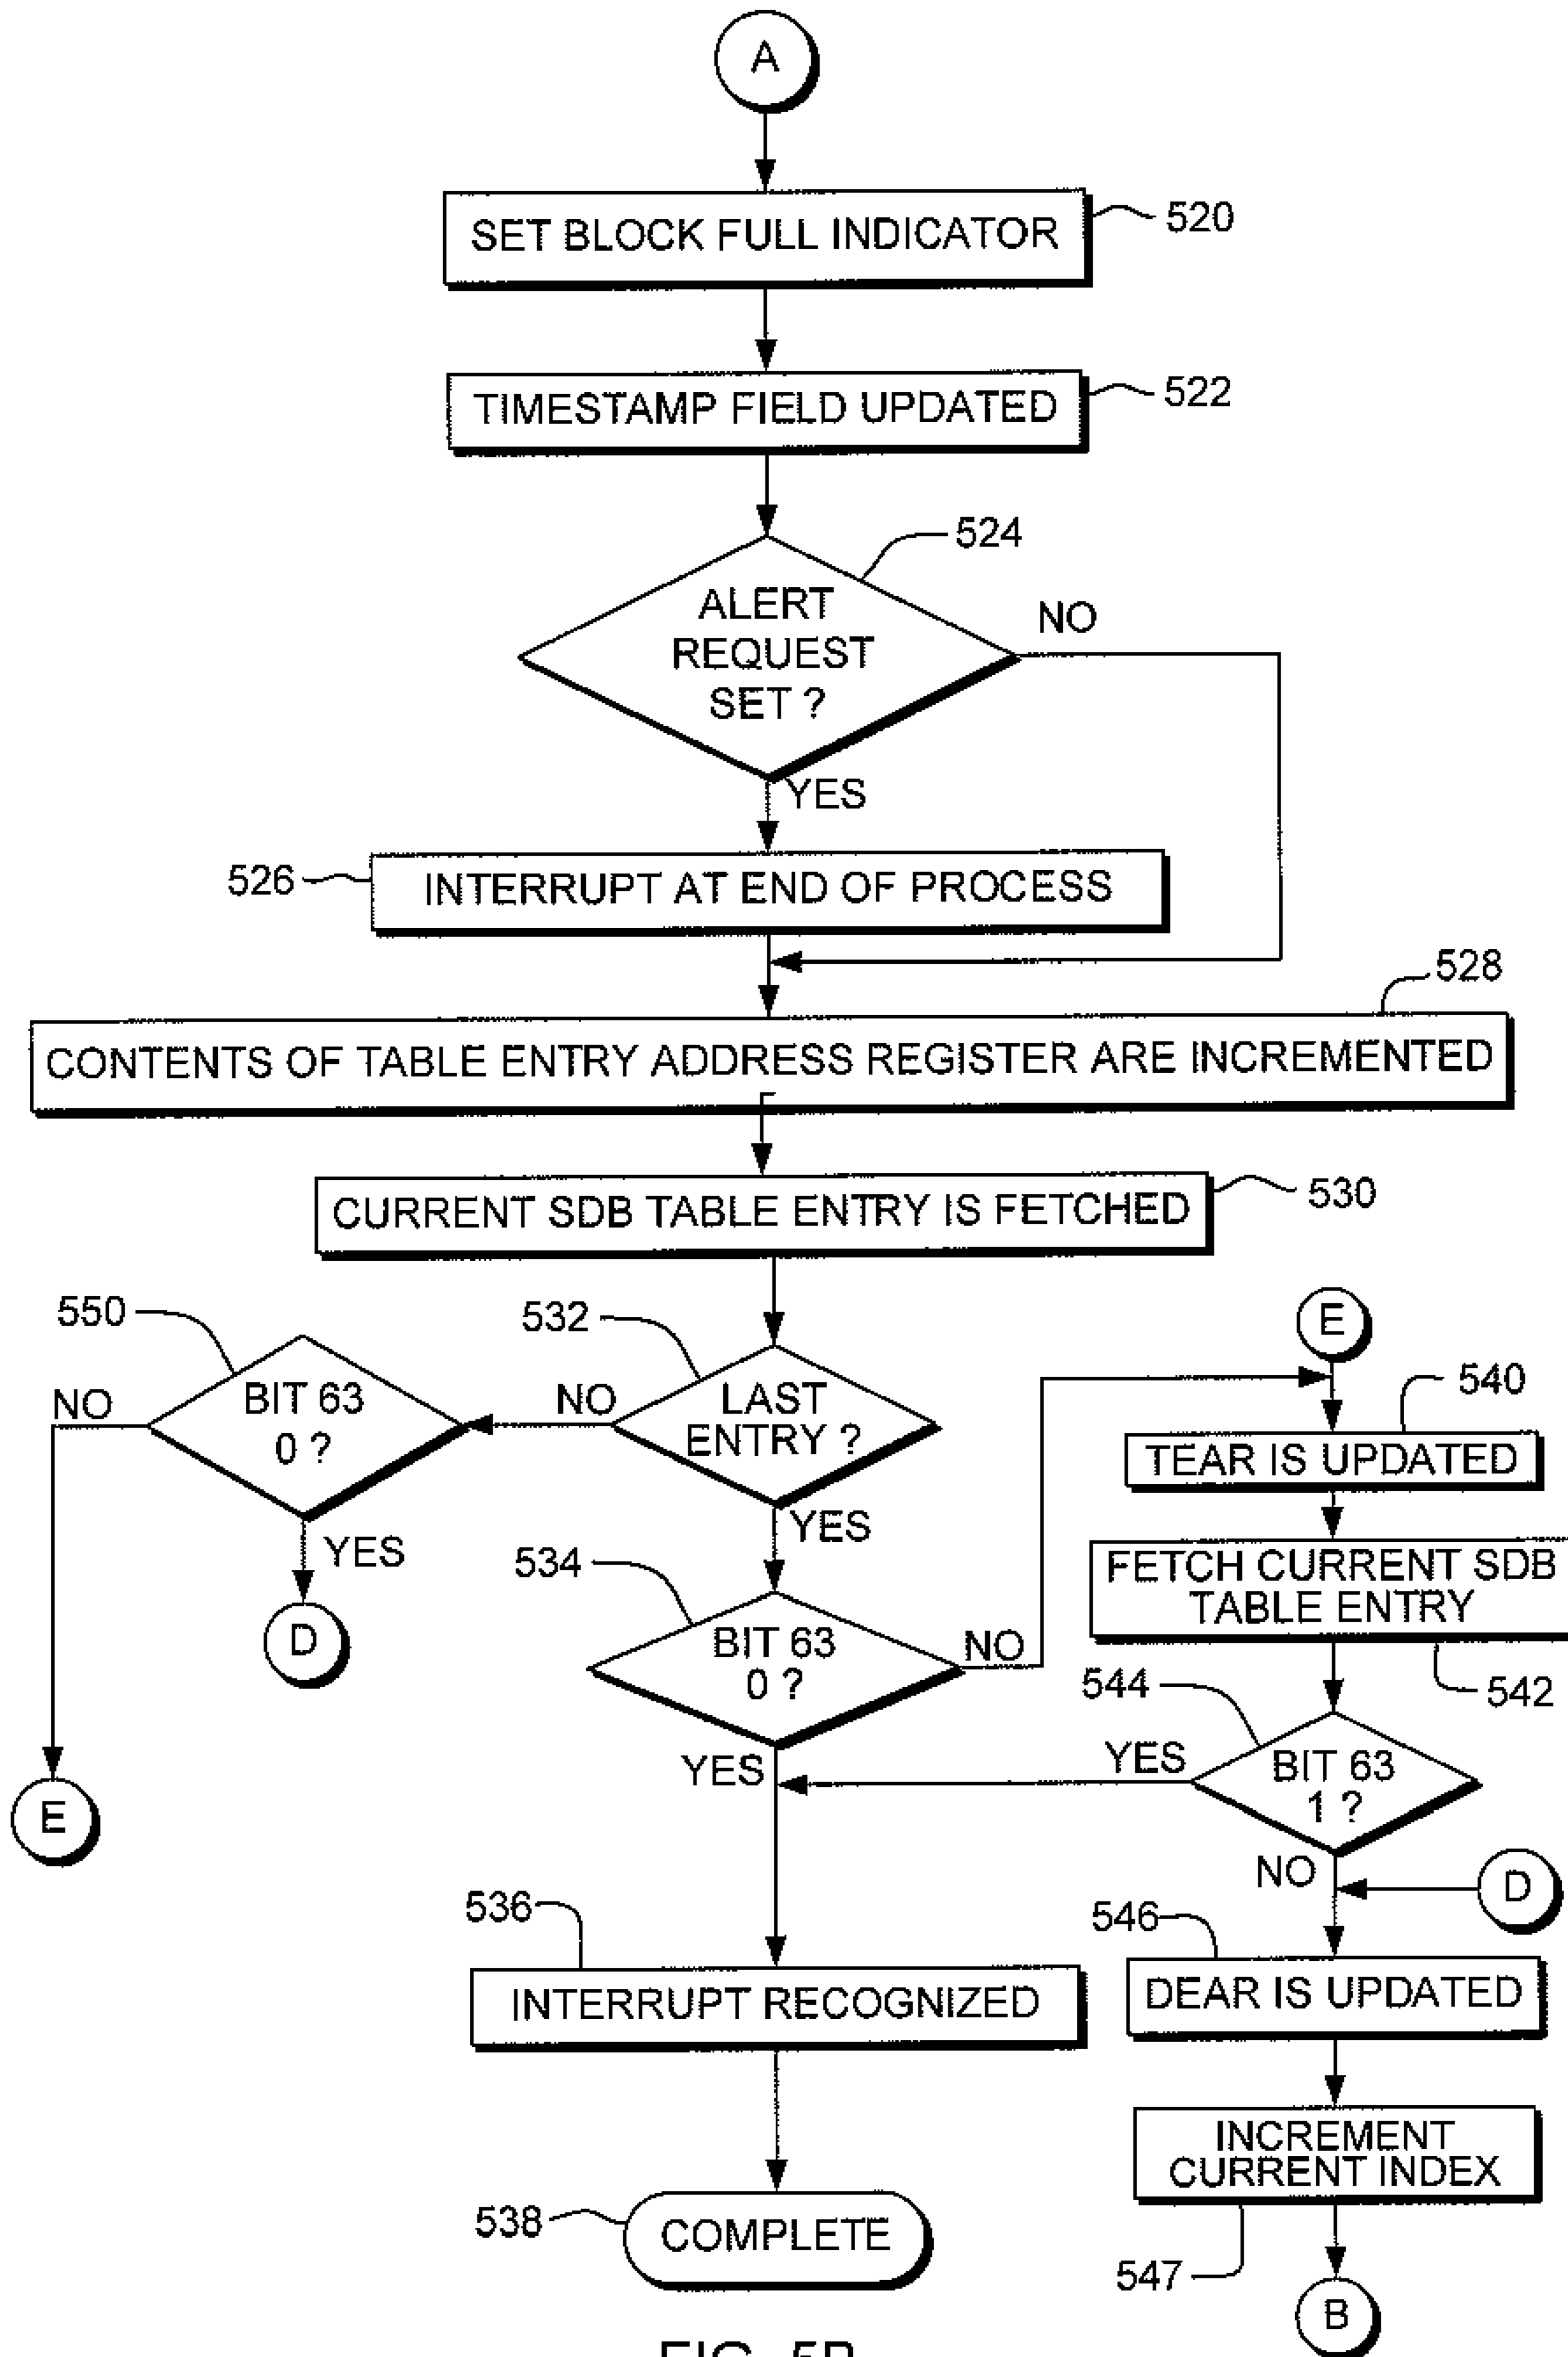 A
SET BLOCK FULL INDICATOR
520
TIMESTAMP FIELD UPDATED
522
524
ALERT
REQUEST
SET ?
NO
YES
526
INTERRUPT AT END OF PROCESS
528
CONTENTS OF TABLE ENTRY ADDRESS REGISTER ARE INCREMENTED
CURRENT SDB TABLE ENTRY IS FETCHED
530
550
BIT 63
0 ?
NO
YES
D
E
532
LAST
ENTRY ?
NO
YES
534
BIT 63
0 ?
NO
YES
E
540
TEAR IS UPDATED
FETCH CURRENT SDB
TABLE ENTRY
542
544
BIT 63
1 ?
YES
NO
D
536
INTERRUPT RECOGNIZED
538
COMPLETE
546
DEAR IS UPDATED
INCREMENT
CURRENT INDEX
547
B